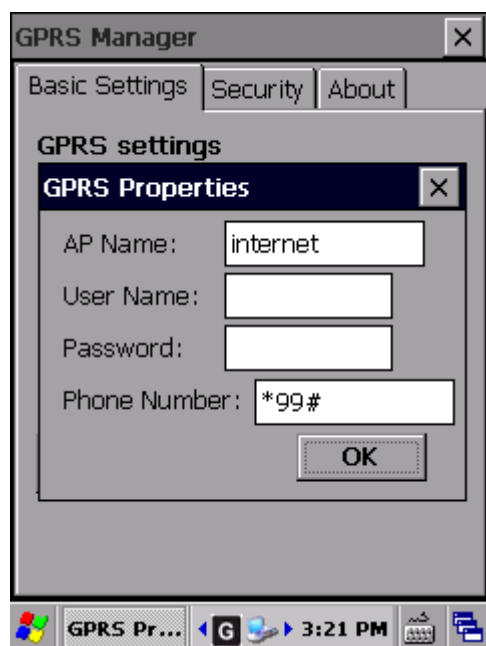 GPRS Manager
Basic Settings Security About
GPRS settings
GPRS Properties
AP Name: internet
User Name:
Password:
Phone Number: *99#
OK
GPRS Pr... G 3:21 PM